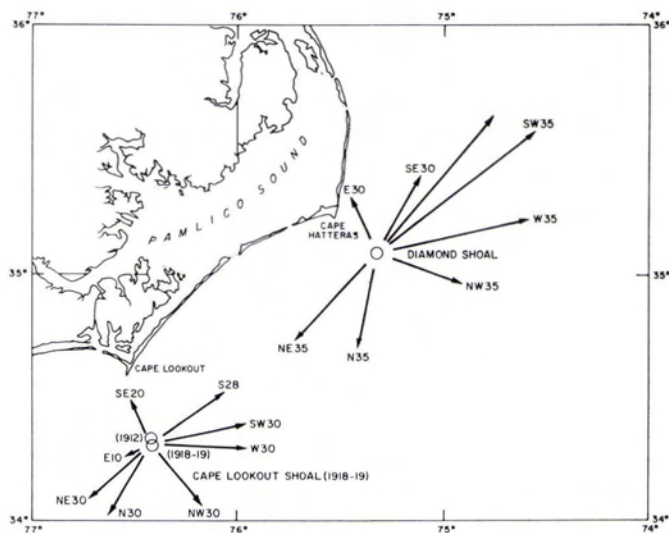 36°
76°
75°
74°
36°
SW35
SE30
E30
PAMLICO SOUND
CAPE
HATTERAS
W35
DIAMOND SHOAL
35°
35°
NW35
NE35
N35
CAPE LOOKOUT
SE20
S28
SW30
(1912)
W30
E10
(1918-19)
CAPE LOOKOUT SHOAL (1918-19)
NE30
N30
NW30
34°
34°
77°
76°
75°
74°